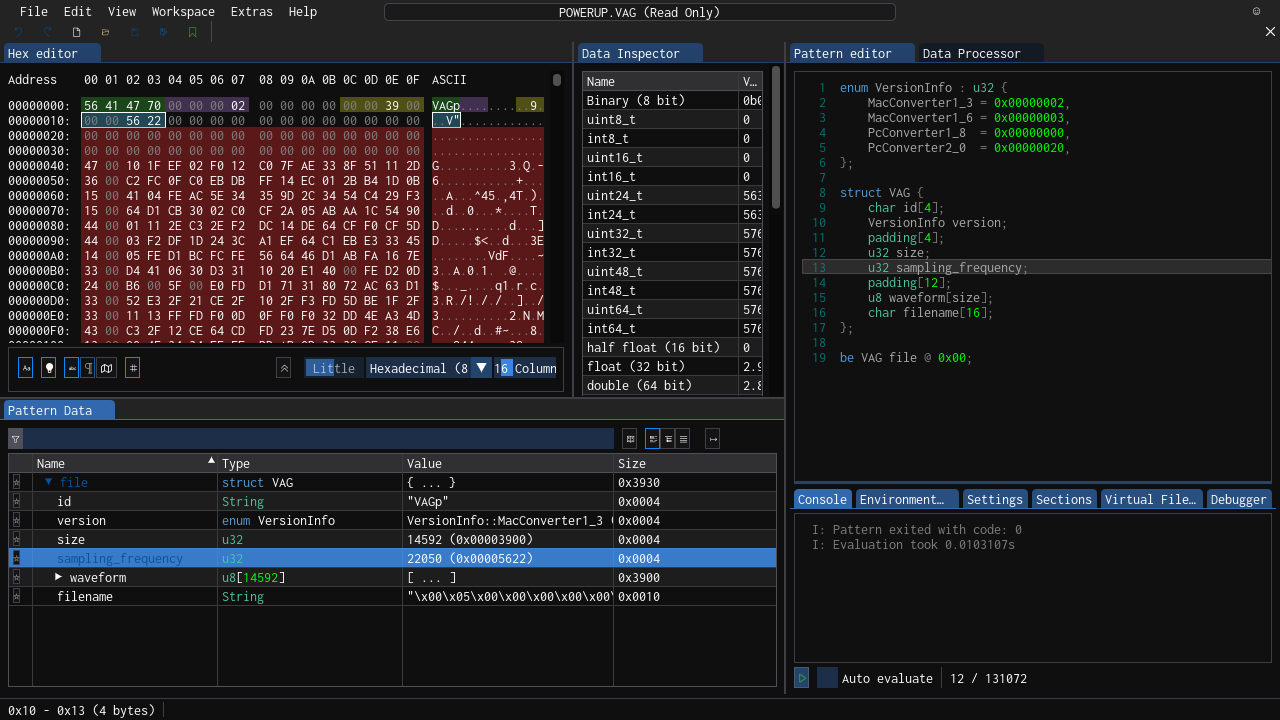 File Edit View Workspace Extras Help
POWERUP.VAG (Read Only)
Hex editor
Address 00 01 02 03 04 05 06 07 08 09 0A 0B 0C 0D 0E 0F ASCII
00000000: 56 41 47 70 00 00 00 02 00 00 00 00 00 00 39 00 VAGp..............9.
00000010: 00 00 56 22 00 00 00 00 00 00 00 00 00 00 00 00 ..V"............
00000020: 00 00 00 00 00 00 00 00 00 00 00 00 00 00 00 00 ................
00000030: 00 00 00 00 00 00 00 00 00 00 00 00 00 00 00 00 ................
00000040: 47 00 10 1F EF 02 F0 12 C0 7F AE 33 8F 51 11 2D G..........3.Q.-
00000050: 36 00 C2 FC 0F C0 EB DB FF 14 EC 01 2B B4 1D 0B 6...........+...
00000060: 15 00 41 04 FE AC 5E 34 35 9D 2C 34 54 C4 29 F3 ..A...^45.,4T.).
00000070: 15 00 64 D1 CB 30 02 C0 CF 2A 05 AB AA 1C 54 90 ..d..0...*....T.
00000080: 44 00 01 11 2E C3 2E F2 DC 14 DE 64 CF F0 CF 5D D..........d...]
00000090: 44 00 03 F2 DF 1D 24 3C A1 EF 64 C1 EB E3 33 45 D.....$<..d...3E
000000A0: 14 00 05 FE D1 BC CF FE 56 64 46 D1 AB FA 16 7E ........VdF....~
000000B0: 33 00 D4 41 06 30 D3 31 10 20 E1 40 00 FE D2 0D 3..A.0.1. .@....
000000C0: 24 00 B6 00 5F 00 E0 FD D1 71 31 80 72 AC 63 D1 $..._....q1.r.c.
000000D0: 33 00 52 E3 2F 21 CE 2F 10 2F F3 FD 5D BE 1F 2F 3.R./!././..]../
000000E0: 33 00 11 13 FF FD F0 0D 0F F0 F0 32 DD 4E A3 4D 3..........2.N.M
000000F0: 43 00 C3 2F 12 CE 64 CD FD 23 7E D5 0D F2 38 E6 C../..d..#~...8.
Little Hexadecimal (8 16 Column
Data Inspector
Name V…
Binary (8 bit) 0b0
uint8_t 0
int8_t 0
uint16_t 0
int16_t 0
uint24_t 563
int24_t 563
uint32_t 576
int32_t 576
uint48_t 576
int48_t 576
uint64_t 576
int64_t 576
half float (16 bit) 0
float (32 bit) 2.9
double (64 bit) 2.8
Pattern editor Data Processor
1 enum VersionInfo : u32 {
2 MacConverter1_3 = 0x00000002,
3 MacConverter1_6 = 0x00000003,
4 PcConverter1_8 = 0x00000000,
5 PcConverter2_0 = 0x00000020,
6 };
7
8 struct VAG {
9 char id[4];
10 VersionInfo version;
11 padding[4];
12 u32 size;
13 u32 sampling_frequency;
14 padding[12];
15 u8 waveform[size];
16 char filename[16];
17 };
18
19 be VAG file @ 0x00;
Pattern Data
Name Type Value Size
file struct VAG { ... } 0x3930
id String "VAGp" 0x0004
version enum VersionInfo VersionInfo::MacConverter1_3 ( 0x0004
size u32 14592 (0x00003900) 0x0004
sampling_frequency u32 22050 (0x00005622) 0x0004
waveform u8[14592] [ ... ] 0x3900
filename String "\x00\x05\x00\x00\x00\x00\x00\ 0x0010
Console Environment… Settings Sections Virtual File… Debugger
I: Pattern exited with code: 0
I: Evaluation took 0.0103107s
Auto evaluate 12 / 131072
0x10 - 0x13 (4 bytes)